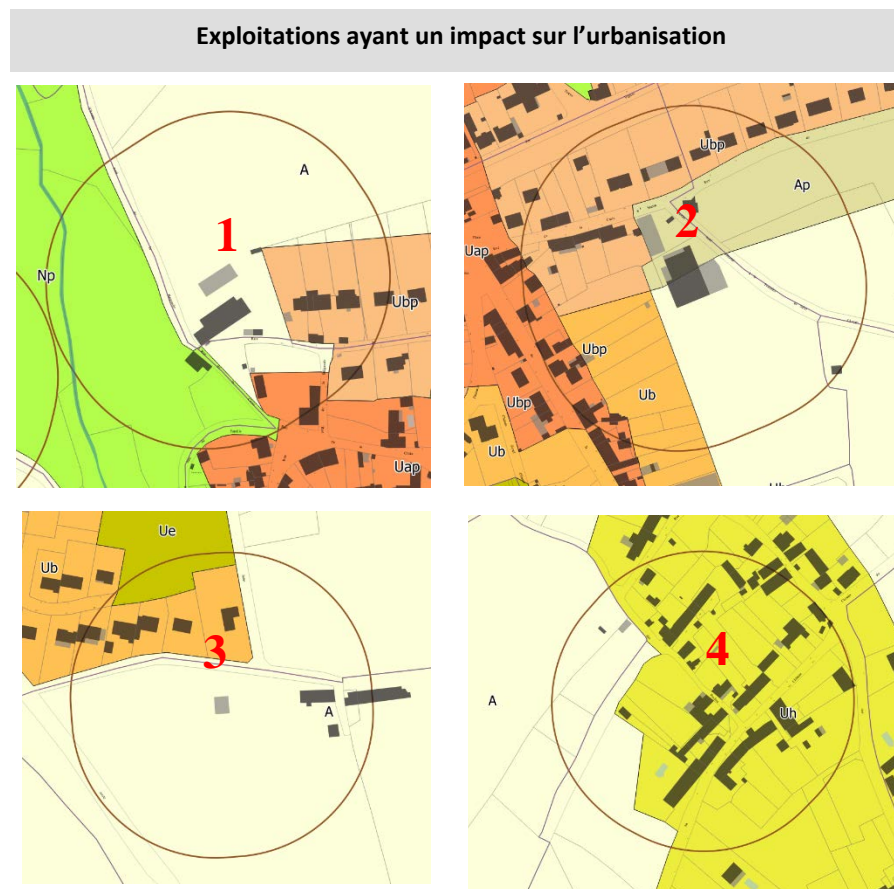 Exploitations ayant un impact sur l’urbanisation
A
1
Np
Ubp
Uap
Ubp
Ap
2
Uap
Ubp
Ub
Ubp
Ub
Ue
Ub
3
A
4
A
Uh